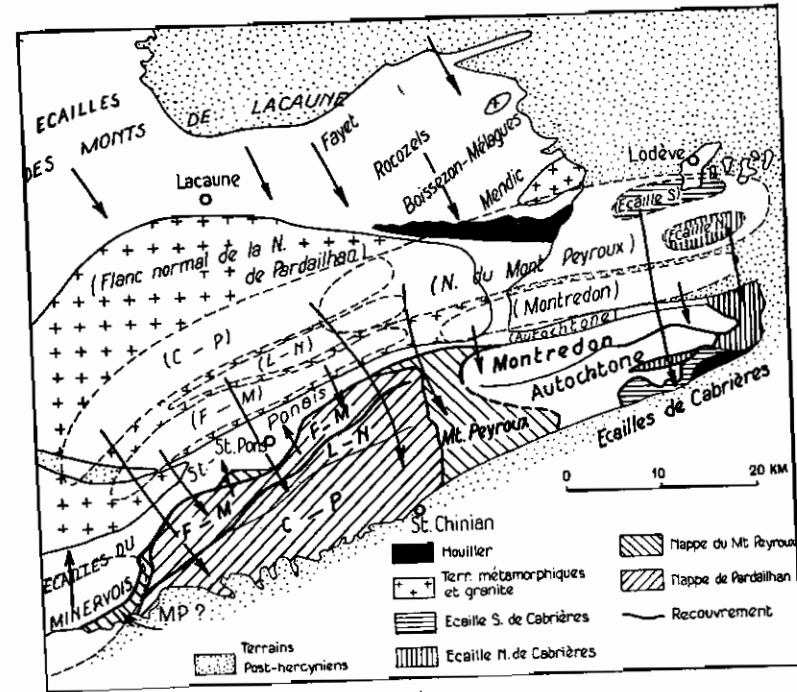 ECAILLES
DES MONTS
DE LACAUNE
Fayet
Rocozels
Boissezon-Mélagues
Mendic
Lodève
Lacaune
(Ecaille S.)
(Ecaille N.)
(Flanc normal de la N.
de Pardailhan)
(N. du Mont Peyroux)
(Montredon)
(Autochtone)
(C - P)
(L-N)
(F - M)
Montredon
Autochtone
Ecailles de Cabrières
Ponais
St.Pons
St.
F-M
L-N
Mt. Peyroux
F-M
C - P
0 10 20 KM
St. Chinian
ECAILLES DU
MINERVOIS
MP ?
Houiller
Terr. métamorphiques
et granite
Ecaille S. de Cabrières
Ecaille N. de Cabrières
Nappe du Mt Peyroux
Nappe de Pardailhan
Recouvrement
Terrains
Post-hercyniens